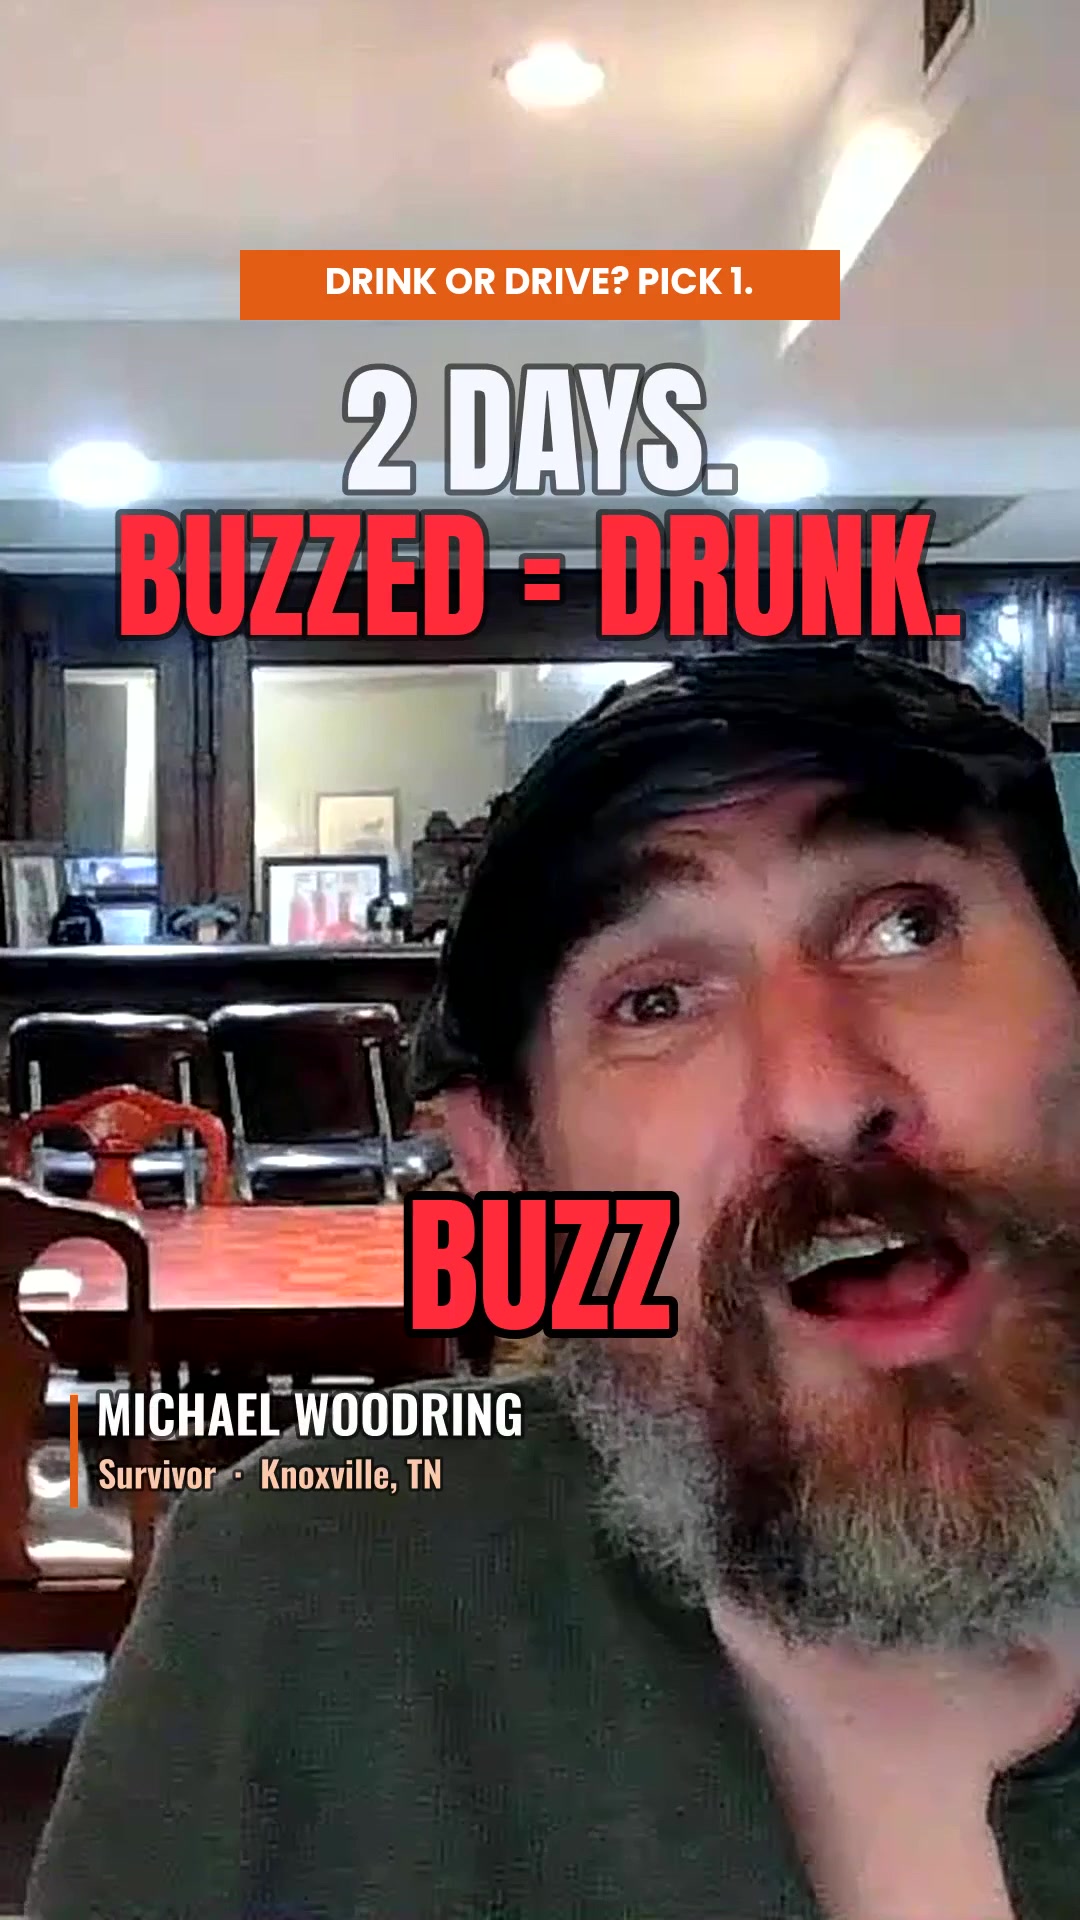 DRINK OR DRIVE? PICK 1.
2 DAYS.
BUZZED = DRUNK.
BUZZ
MICHAEL WOODRING
Survivor · Knoxville, TN